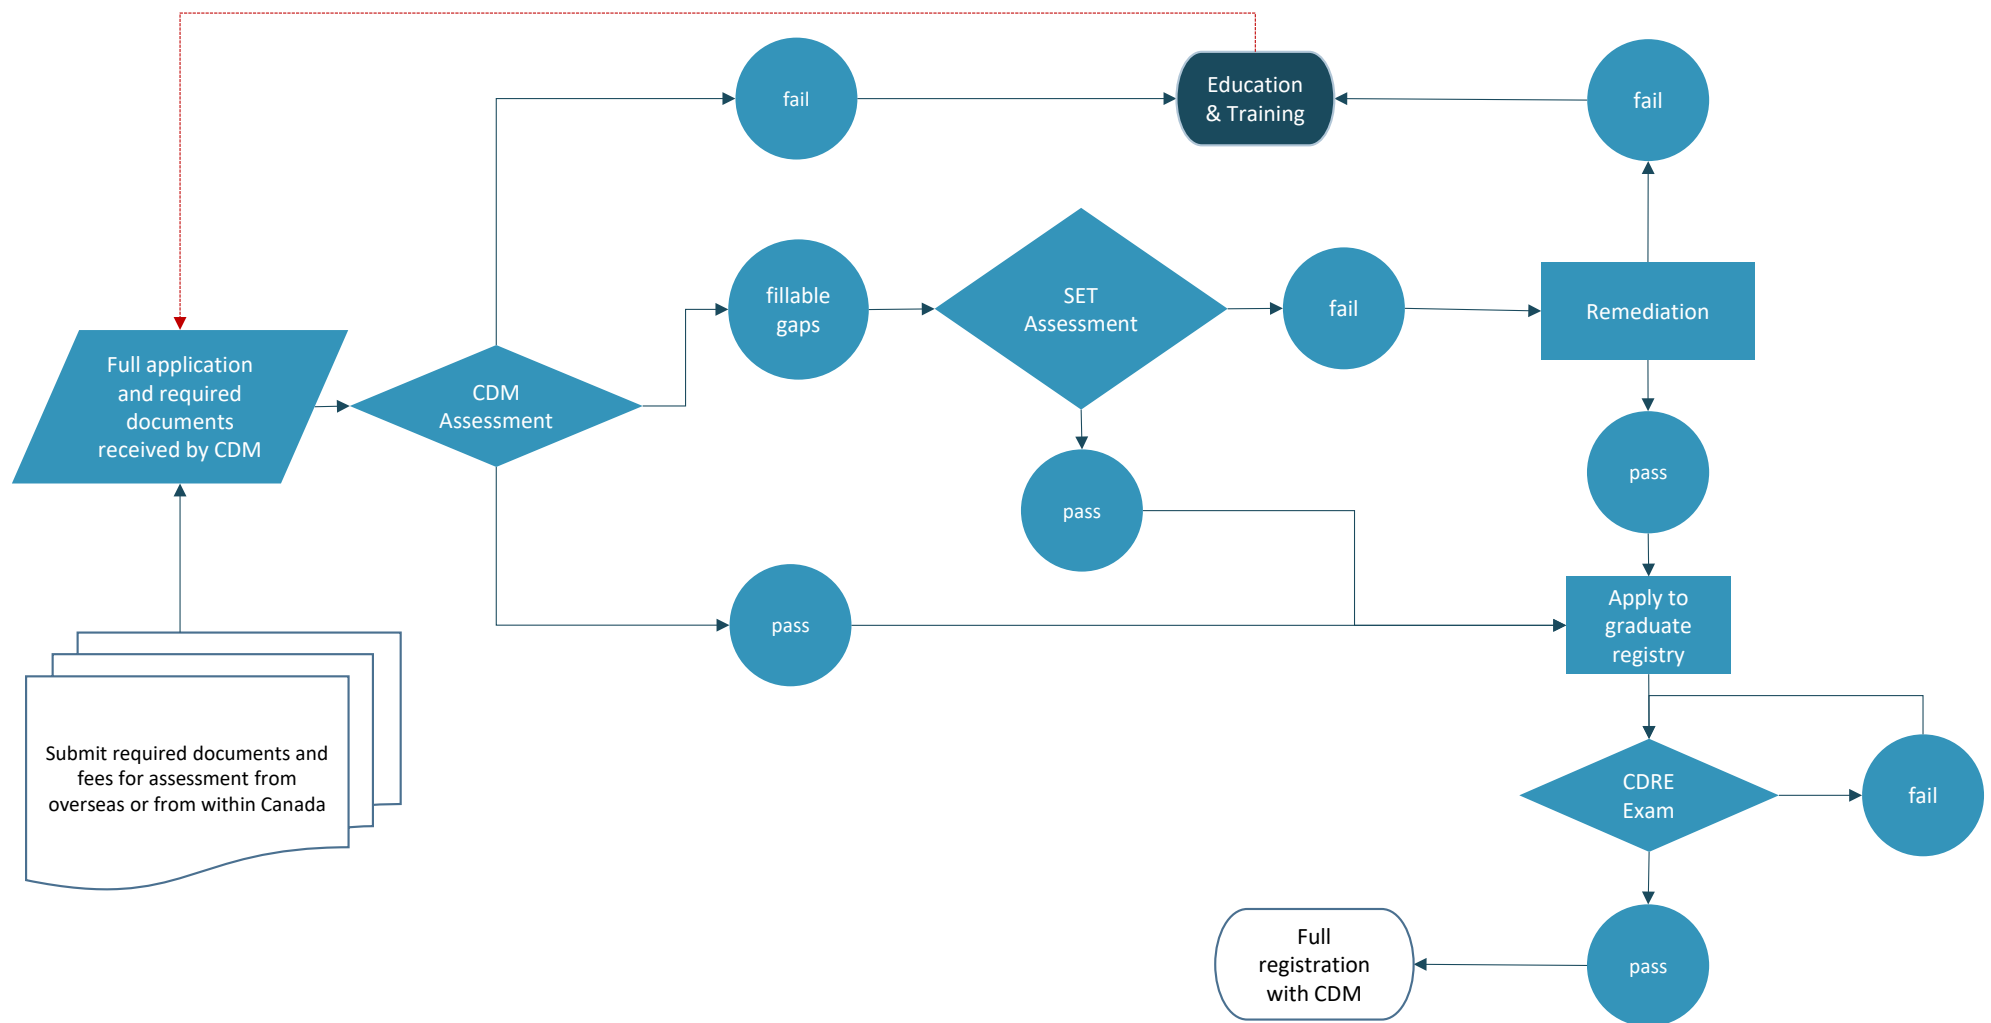 fail
Education
& Training
fail
fillable
gaps
SET
Assessment
fail
Remediation
Full application
and required
documents
received by CDM
CDM
Assessment
pass
pass
pass
Apply to
graduate
registry
Submit required documents and
fees for assessment from
overseas or from within Canada
CDRE
Exam
fail
Full
registration
with CDM
pass